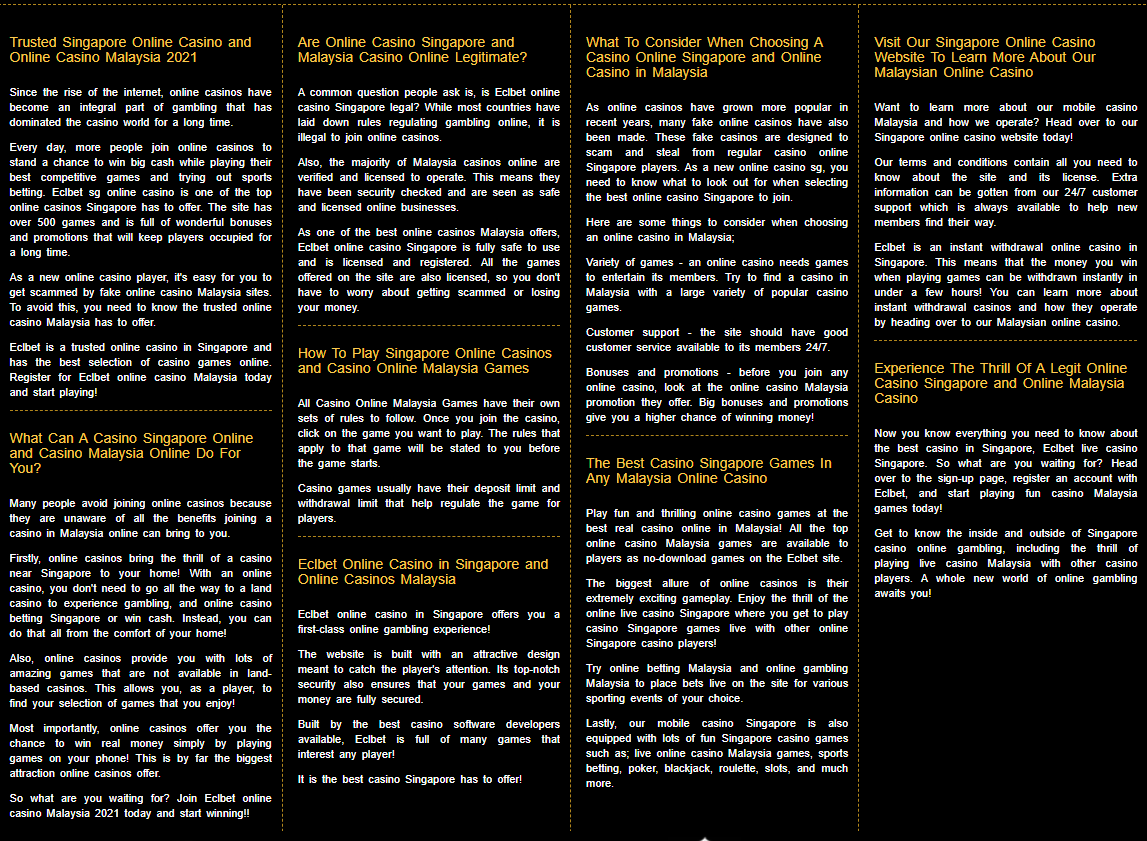 Trusted Singapore Online Casino and
Online Casino Malaysia 2021
Since the rise of the internet, online casinos have
become an integral part of gambling that has
dominated the casino world for a long time.
Every day, more people join online casinos to
stand a chance to win big cash while playing their
best competitive games and trying out sports
betting. Eclbet sg online casino is one of the top
online casinos Singapore has to offer. The site has
over 500 games and is full of wonderful bonuses
and promotions that will keep players occupied for
a long time.
As a new online casino player, it's easy for you to
get scammed by fake online casino Malaysia sites.
To avoid this, you need to know the trusted online
casino Malaysia has to offer.
Eclbet is a trusted online casino in Singapore and
has the best selection of casino games online.
Register for Eclbet online casino Malaysia today
and start playing!
What Can A Casino Singapore Online
and Casino Malaysia Online Do For
You?
Many people avoid joining online casinos because
they are unaware of all the benefits joining a
casino in Malaysia online can bring to you.
Firstly, online casinos bring the thrill of a casino
near Singapore to your home! With an online
casino, you don't need to go all the way to a land
casino to experience gambling, and online casino
betting Singapore or win cash. Instead, you can
do that all from the comfort of your home!
Also, online casinos provide you with lots of
amazing games that are not available in land-
based casinos. This allows you, as a player, to
find your selection of games that you enjoy!
Most importantly, online casinos offer you the
chance to win real money simply by playing
games on your phone! This is by far the biggest
attraction online casinos offer.
So what are you waiting for? Join Eclbet online
casino Malaysia 2021 today and start winning!!
Are Online Casino Singapore and
Malaysia Casino Online Legitimate?
A common question people ask is, is Eclbet online
casino Singapore legal? While most countries have
laid down rules regulating gambling online, it is
illegal to join online casinos.
Also, the majority of Malaysia casinos online are
verified and licensed to operate. This means they
have been security checked and are seen as safe
and licensed online businesses.
As one of the best online casinos Malaysia offers,
Eclbet online casino Singapore is fully safe to use
and is licensed and registered. All the games
offered on the site are also licensed, so you don't
have to worry about getting scammed or losing
your money.
How To Play Singapore Online Casinos
and Casino Online Malaysia Games
All Casino Online Malaysia Games have their own
sets of rules to follow. Once you join the casino,
click on the game you want to play. The rules that
apply to that game will be stated to you before
the game starts.
Casino games usually have their deposit limit and
withdrawal limit that help regulate the game for
players.
Eclbet Online Casino in Singapore and
Online Casinos Malaysia
Eclbet online casino in Singapore offers you a
first-class online gambling experience!
The website is built with an attractive design
meant to catch the player's attention. Its top-notch
security also ensures that your games and your
money are fully secured.
Built by the best casino software developers
available, Eclbet is full of many games that
interest any player!
It is the best casino Singapore has to offer!
What To Consider When Choosing A
Casino Online Singapore and Online
Casino in Malaysia
As online casinos have grown more popular in
recent years, many fake online casinos have also
been made. These fake casinos are designed to
scam and steal from regular casino online
Singapore players. As a new online casino sg, you
need to know what to look out for when selecting
the best online casino Singapore to join.
Here are some things to consider when choosing
an online casino in Malaysia;
Variety of games - an online casino needs games
to entertain its members. Try to find a casino in
Malaysia with a large variety of popular casino
games.
Customer support - the site should have good
customer service available to its members 24/7.
Bonuses and promotions - before you join any
online casino, look at the online casino Malaysia
promotion they offer. Big bonuses and promotions
give you a higher chance of winning money!
The Best Casino Singapore Games In
Any Malaysia Online Casino
Play fun and thrilling online casino games at the
best real casino online in Malaysia! All the top
online casino Malaysia games are available to
players as no-download games on the Eclbet site.
The biggest allure of online casinos is their
extremely exciting gameplay. Enjoy the thrill of the
online live casino Singapore where you get to play
casino Singapore games live with other online
Singapore casino players!
Try online betting Malaysia and online gambling
Malaysia to place bets live on the site for various
sporting events of your choice.
Lastly, our mobile casino Singapore is also
equipped with lots of fun Singapore casino games
such as; live online casino Malaysia games, sports
betting, poker, blackjack, roulette, slots, and much
more.
Visit Our Singapore Online Casino
Website To Learn More About Our
Malaysian Online Casino
Want to learn more about our mobile casino
Malaysia and how we operate? Head over to our
Singapore online casino website today!
Our terms and conditions contain all you need to
know about the site and its license. Extra
information can be gotten from our 24/7 customer
support which is always available to help new
members find their way.
Eclbet is an instant withdrawal online casino in
Singapore. This means that the money you win
when playing games can be withdrawn instantly in
under a few hours! You can learn more about
instant withdrawal casinos and how they operate
by heading over to our Malaysian online casino.
Experience The Thrill Of A Legit Online
Casino Singapore and Online Malaysia
Casino
Now you know everything you need to know about
the best casino in Singapore, Eclbet live casino
Singapore. So what are you waiting for? Head
over to the sign-up page, register an account with
Eclbet, and start playing fun casino Malaysia
games today!
Get to know the inside and outside of Singapore
casino online gambling, including the thrill of
playing live casino Malaysia with other casino
players. A whole new world of online gambling
awaits you!